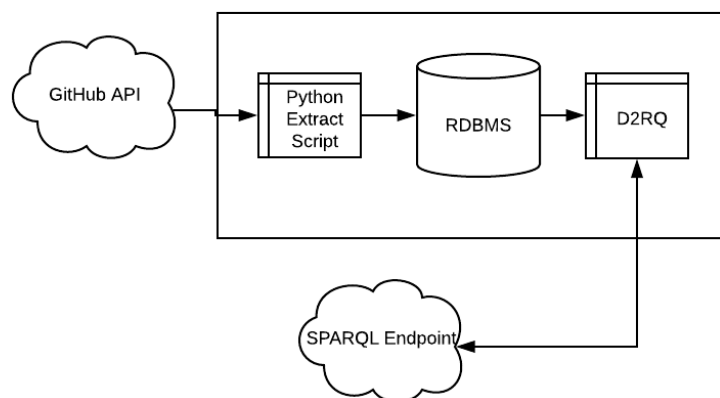 GitHub API
Python
Extract
Script
RDBMS
D2RQ
SPARQL Endpoint